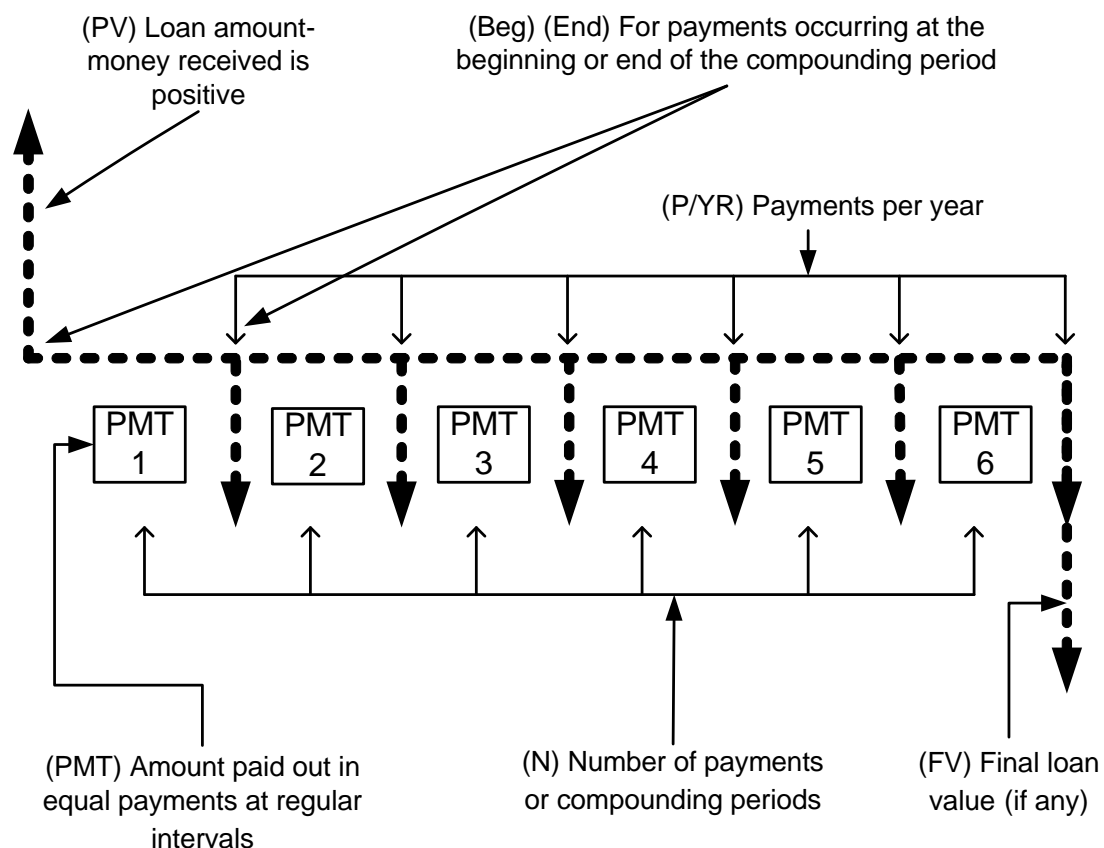 (PV) Loan amount-
money received is
positive
(Beg) (End) For payments occurring at the
beginning or end of the compounding period
(P/YR) Payments per year
PMT
1
PMT
2
PMT
3
PMT
4
PMT
5
PMT
6
(PMT) Amount paid out in
equal payments at regular
intervals
(N) Number of payments
or compounding periods
(FV) Final loan
value (if any)